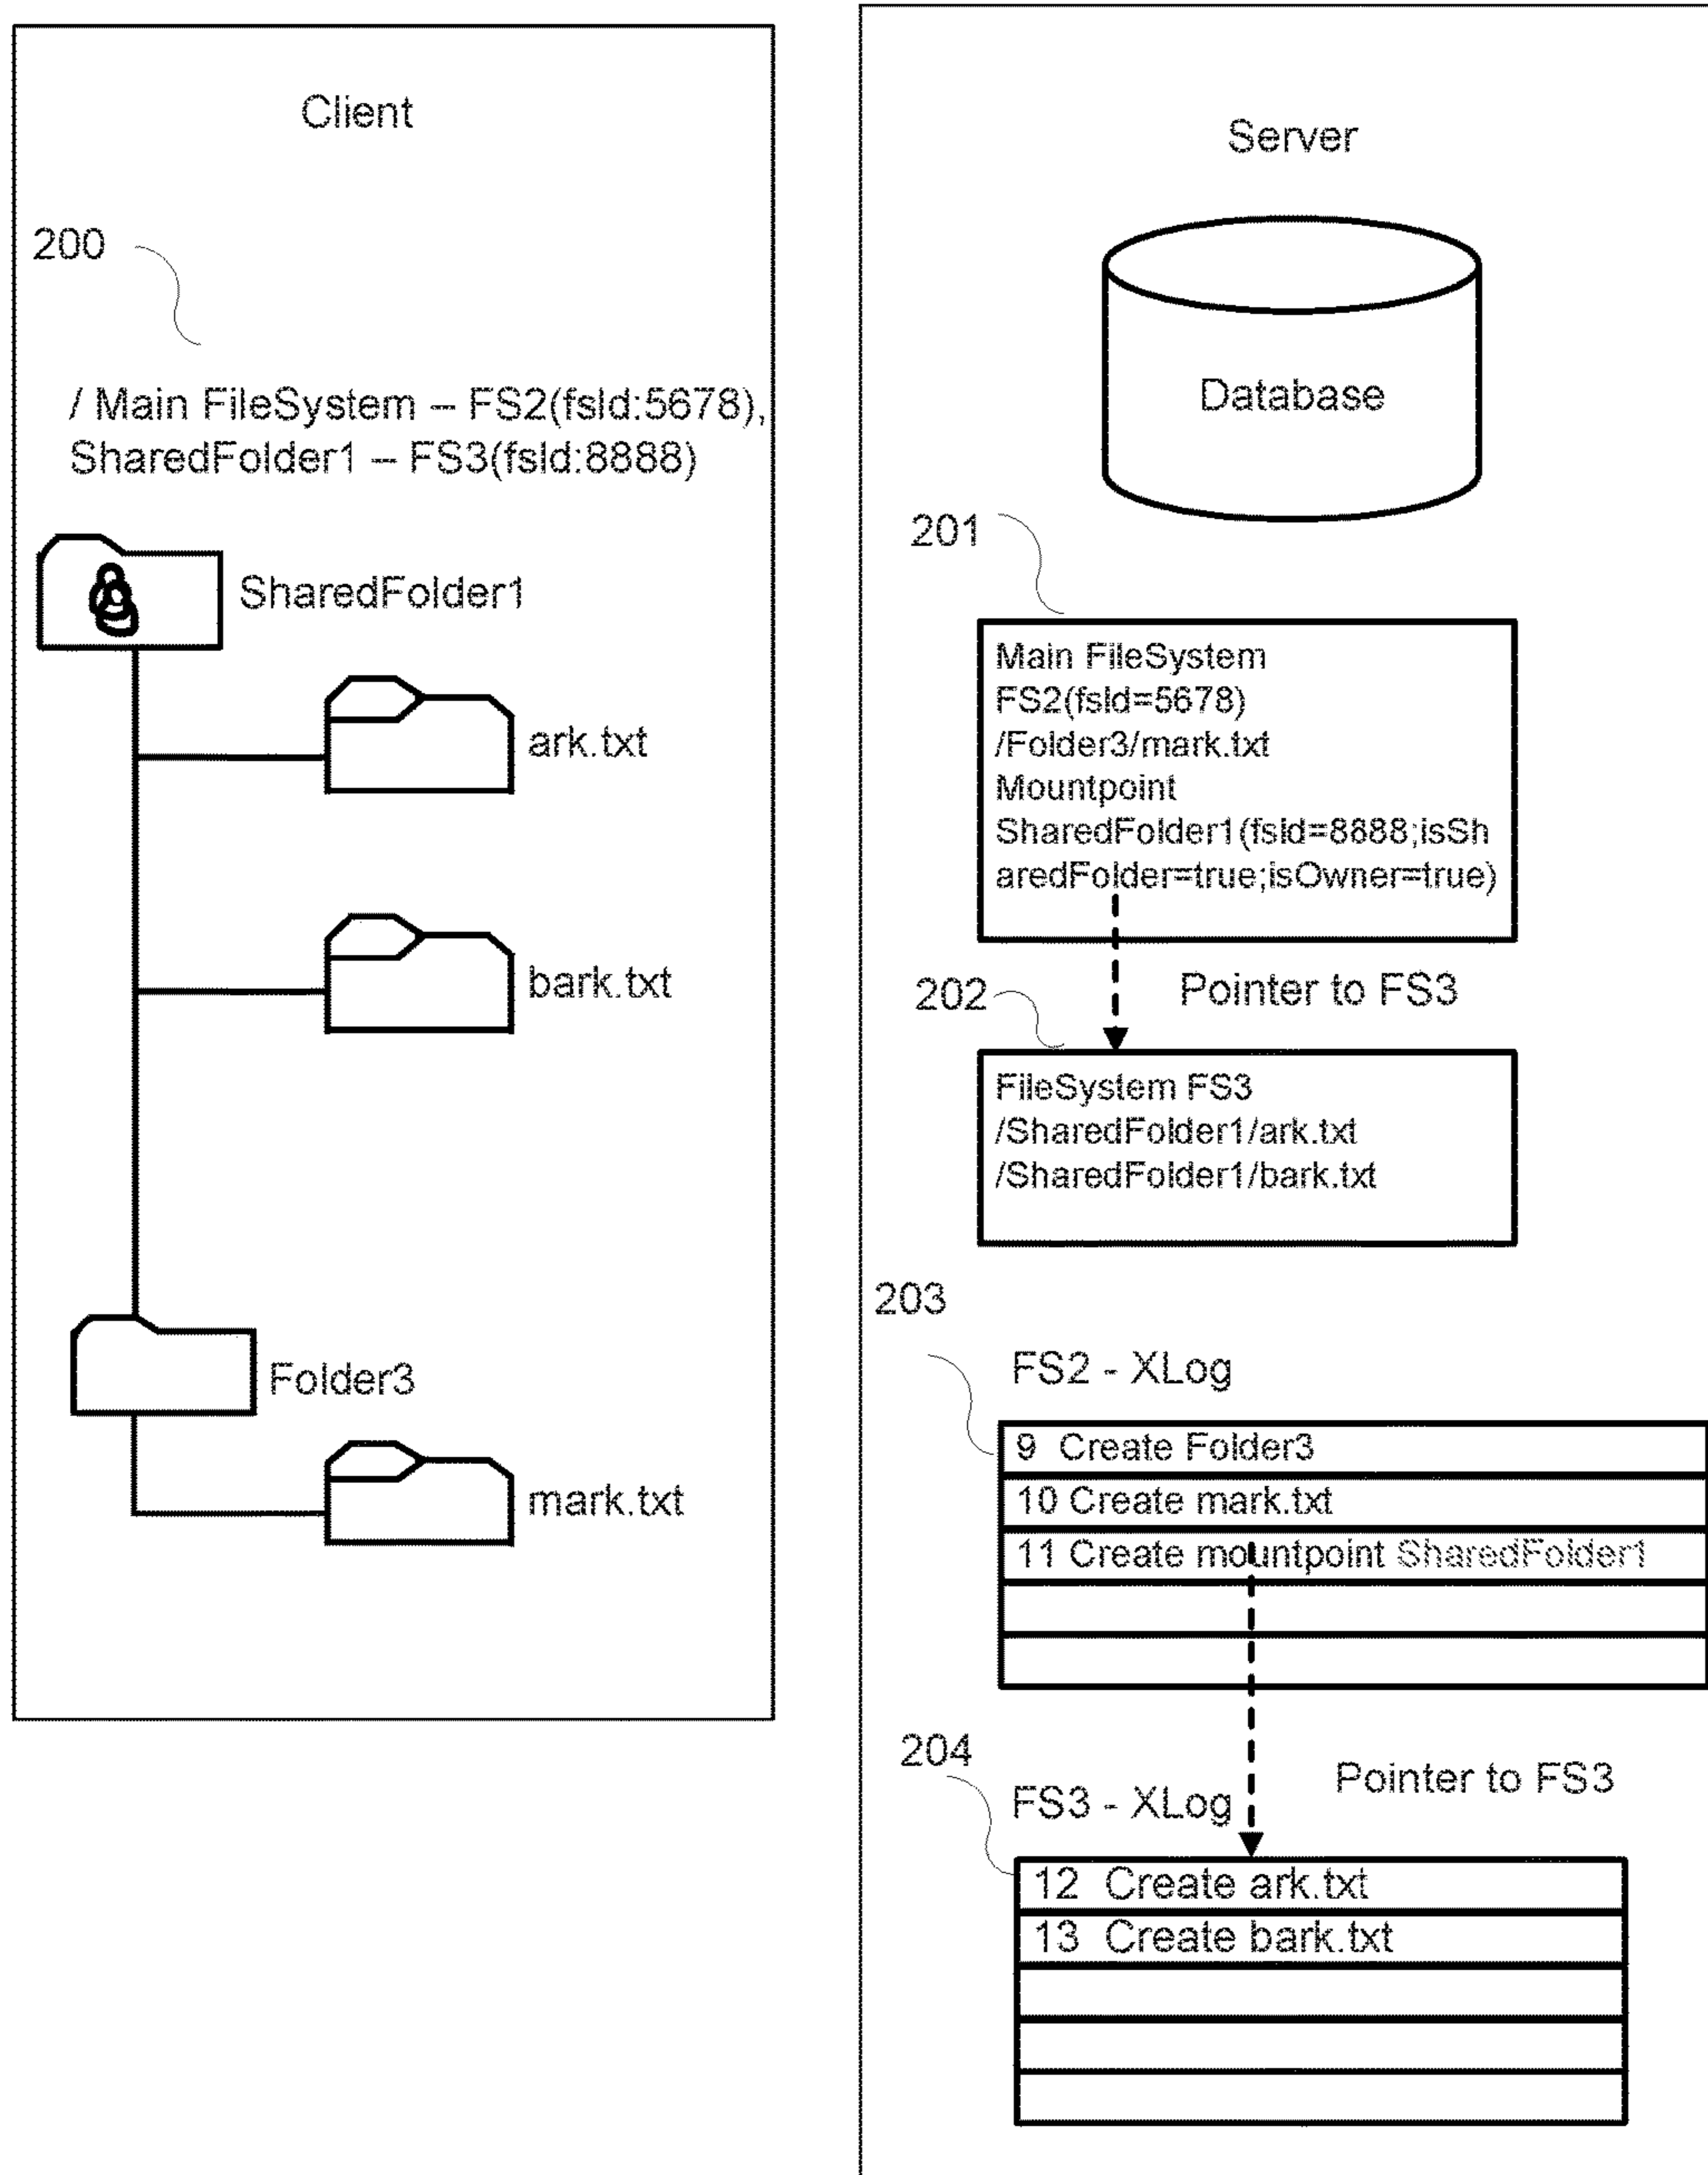 Client
200
/ Main FileSystem – FS2(fsId:5678),
SharedFolder1 – FS3(fsId:8888)
SharedFolder1
ark.txt
bark.txt
Folder3
mark.txt
Server
Database
201
Main FileSystem
FS2(fsId=5678)
/Folder3/mark.txt
Mountpoint
SharedFolder1(fsId=8888;isSh
aredFolder=true;isOwner=true)
202
Pointer to FS3
FileSystem FS3
/SharedFolder1/ark.txt
/SharedFolder1/bark.txt
203
FS2 - XLog
9 Create Folder3
10 Create mark.txt
11 Create mountpoint SharedFolder1
204
Pointer to FS3
FS3 - XLog
12 Create ark.txt
13 Create bark.txt